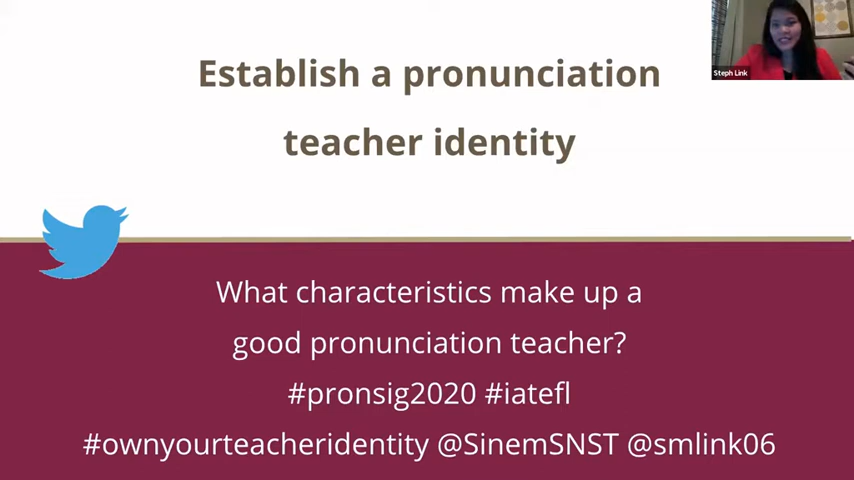 Establish a pronunciation
teacher identity
Steph Link
What characteristics make up a
good pronunciation teacher?
#pronsig2020 #iatefl
#ownyourteacheridentity @SinemSNST @smlink06